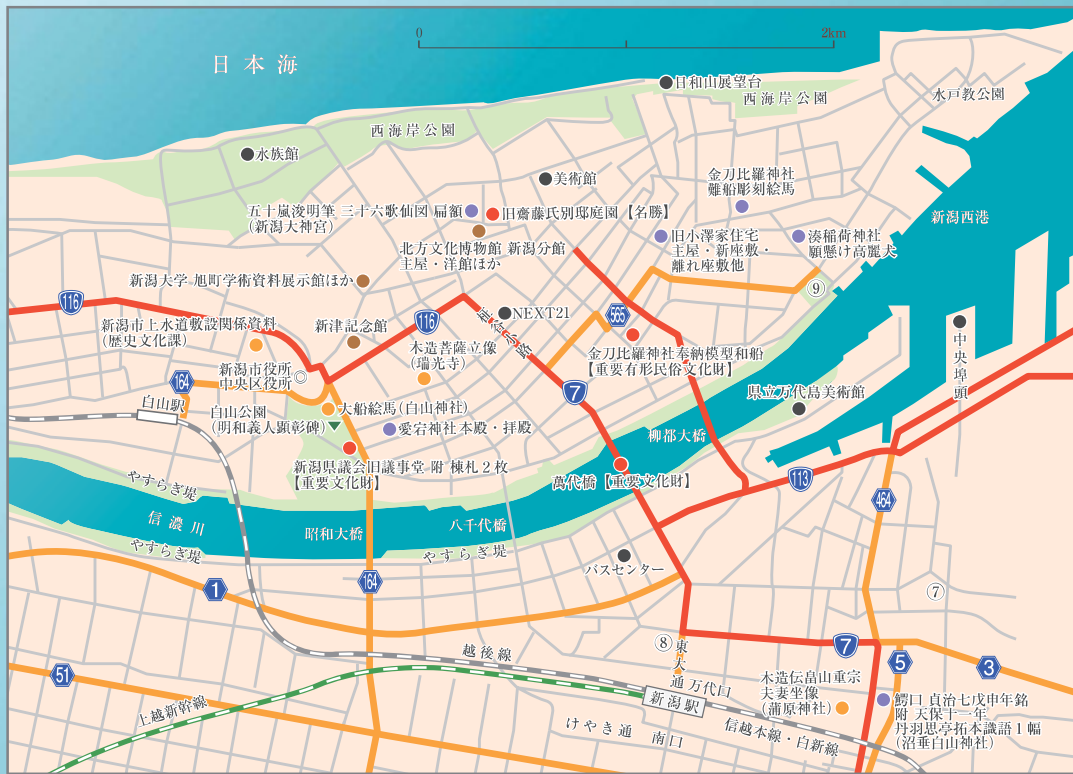 日本海
0
2km
日和山展望台
西海岸公園
水戸教公園
西海岸公園
水族館
美術館
金刀比羅神社
難船彫刻絵馬
新潟西港
五十嵐浚明筆 三十六歌仙図 扁額
(新潟大神宮)
旧齋藤氏別邸庭園【名勝】
北方文化博物館 新潟分館
主屋・洋館ほか
旧小澤家住宅
主屋・新座敷・
離れ座敷他
湊稲荷神社
願懸け高麗犬
新潟大学 旭町学術資料展示館ほか
⑨
116
新潟市上水道敷設関係資料
(歴史文化課)
新津記念館
116
NEXT21
565
中央埠頭
木造菩薩立像
(瑞光寺)
金刀比羅神社奉納模型和船
【重要有形民俗文化財】
新潟市役所
中央区役所
164
7
県立万代島美術館
白山駅
白山公園
(明和義人顕彰碑)
大船絵馬(白山神社)
愛宕神社本殿・拝殿
柳都大橋
新潟県議会旧議事堂 附 棟札2枚
【重要文化財】
萬代橋【重要文化財】
113
464
やすらぎ堤
信濃川
やすらぎ堤
昭和大橋
八千代橋
やすらぎ堤
バスセンター
1
164
⑦
⑧
東大通
7
5
3
越後線
51
万代口
新潟駅
木造伝畠山重宗
夫妻坐像
(蒲原神社)
鰐口 貞治七戊申年銘
附 天保十一年
丹羽思亭拓本識語1幅
(沼垂白山神社)
上越新幹線
けやき通
南口
信越本線・白新線